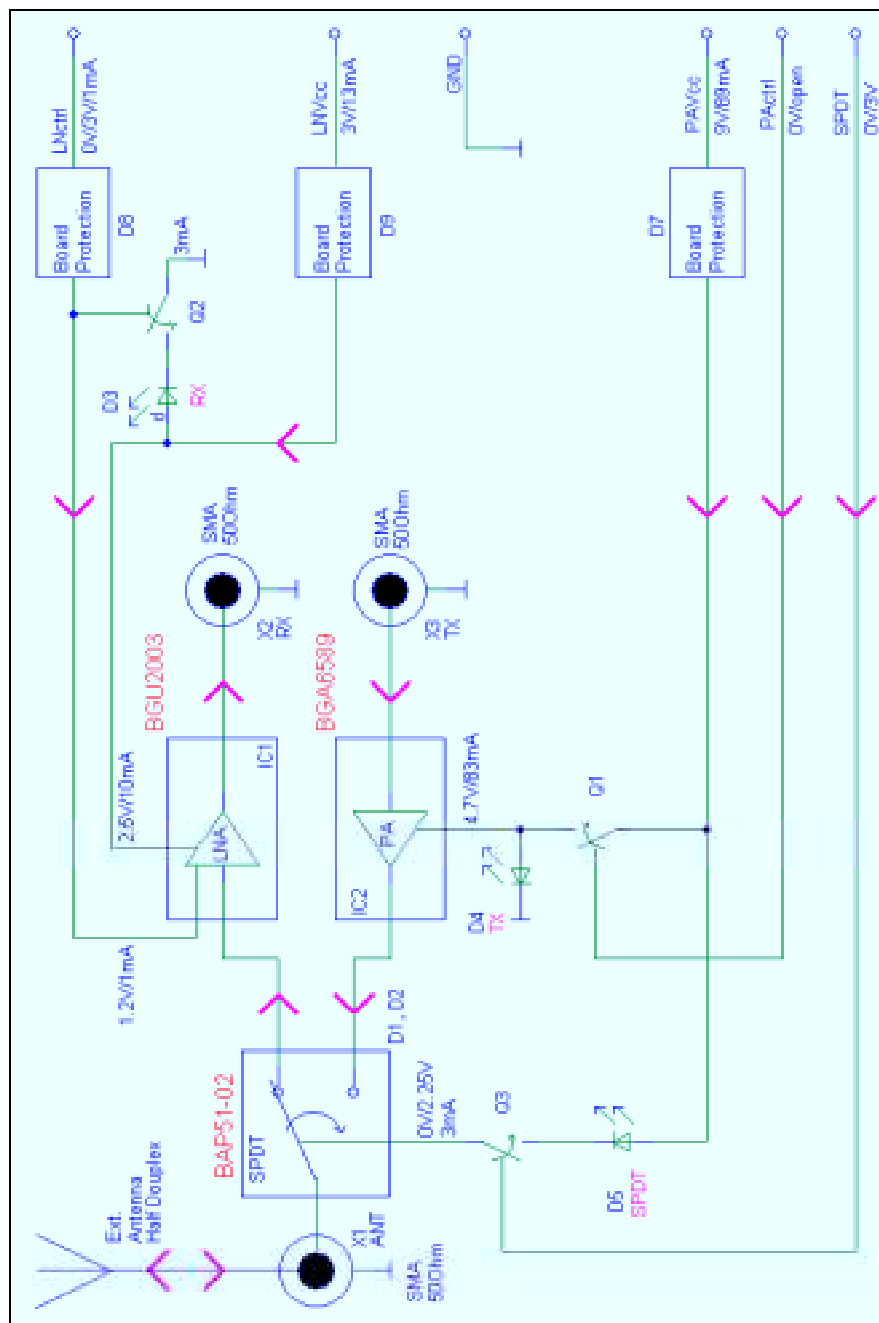 Ext.
Antenna
Half Douplex
X1
ANT
SMA
50Ohm
BAP51-02
SPDT
D1, D2
0V/2.25V
3mA
Q3
D5
SPDT
1.2V/1mA
2.5V/10mA
LNA
IC1
BGU2003
X2
RX
SMA
50Ohm
IC2
PA
BGA6589
X3
TX
SMA
50Ohm
4.7V/83mA
D4
TX
Q1
D3
d
RX
Q2
3mA
Board
Protection
D8
LNctrl
0V/3V/1mA
Board
Protection
D9
LNVcc
3V/13mA
GND
Board
Protection
D7
PAVcc
9V/89mA
PActrl
0V/open
SPDT
0V/3V